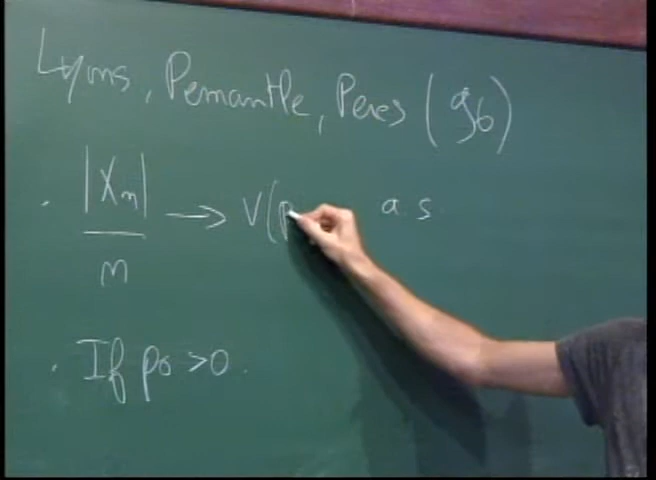 Lyons, Pemantle, Peres (96)
. |Xn| / n → V(p a s
. If p0 >0.